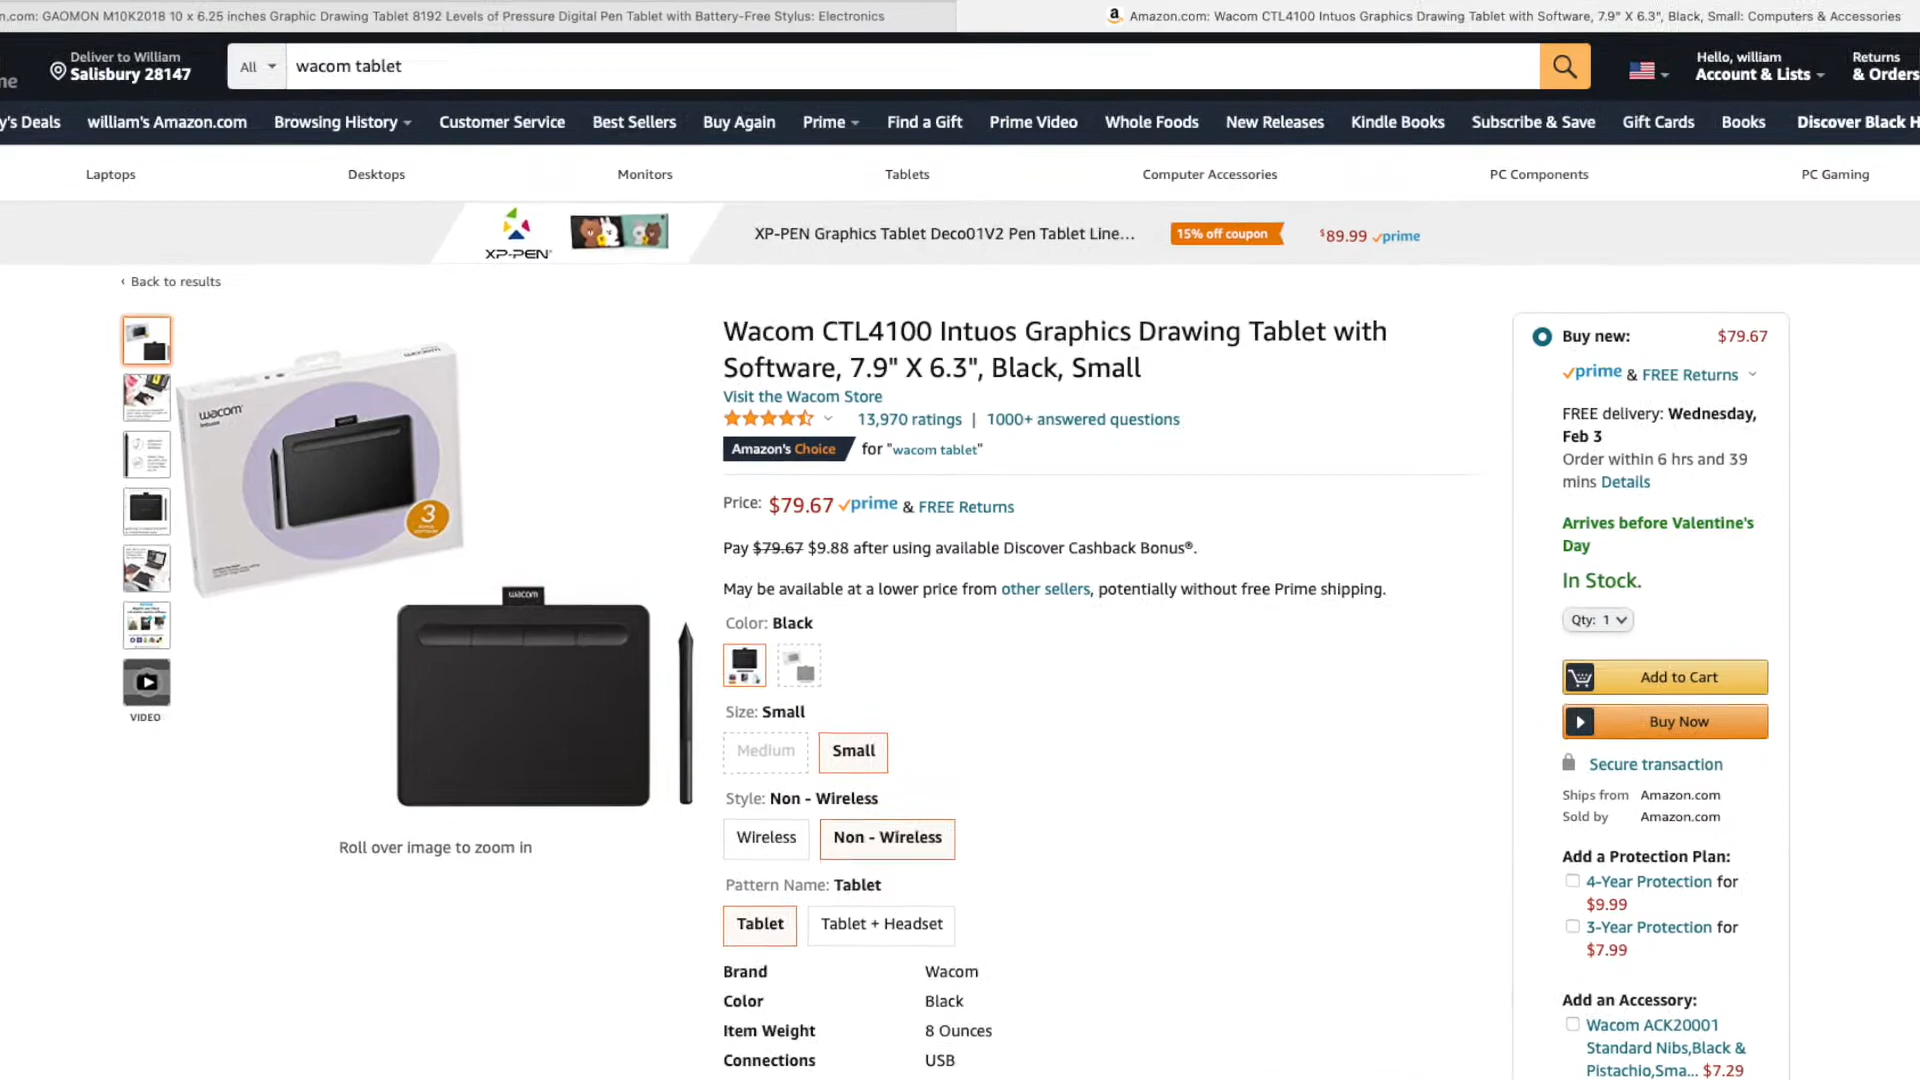 n.com: GAOMON M10K2018 10 x 6.25 inches Graphic Drawing Tablet 8192 Levels of Pressure Digital Pen Tablet with Battery-Free Stylus: Electronics
Amazon.com: Wacom CTL4100 Intuos Graphics Drawing Tablet with Software, 7.9" X 6.3", Black, Small: Computers & Accessories
Deliver to William
Salisbury 28147
All
wacom tablet
Hello, william
Account & Lists
Returns
& Orders
y's Deals
william's Amazon.com
Browsing History
Customer Service
Best Sellers
Buy Again
Prime
Find a Gift
Prime Video
Whole Foods
New Releases
Kindle Books
Subscribe & Save
Gift Cards
Books
Discover Black H
Laptops
Desktops
Monitors
Tablets
Computer Accessories
PC Components
PC Gaming
XP-PEN
XP-PEN Graphics Tablet Deco01V2 Pen Tablet Line...
15% off coupon
$89.99 prime
‹ Back to results
VIDEO
wacom
3
wacom
wacom
Roll over image to zoom in
Wacom CTL4100 Intuos Graphics Drawing Tablet with
Software, 7.9" X 6.3", Black, Small
Visit the Wacom Store
13,970 ratings | 1000+ answered questions
Amazon's Choice for "wacom tablet"
Price: $79.67 prime & FREE Returns
Pay $79.67 $9.88 after using available Discover Cashback Bonus®.
May be available at a lower price from other sellers, potentially without free Prime shipping.
Color: Black
Size: Small
Medium
Small
Style: Non - Wireless
Wireless
Non - Wireless
Pattern Name: Tablet
Tablet
Tablet + Headset
Brand Wacom
Color Black
Item Weight 8 Ounces
Connections USB
Buy new: $79.67
prime & FREE Returns
FREE delivery: Wednesday,
Feb 3
Order within 6 hrs and 39
mins Details
Arrives before Valentine's
Day
In Stock.
Qty: 1
Add to Cart
Buy Now
Secure transaction
Ships from Amazon.com
Sold by Amazon.com
Add a Protection Plan:
4-Year Protection for
$9.99
3-Year Protection for
$7.99
Add an Accessory:
Wacom ACK20001
Standard Nibs,Black &
Pistachio,Sma... $7.29